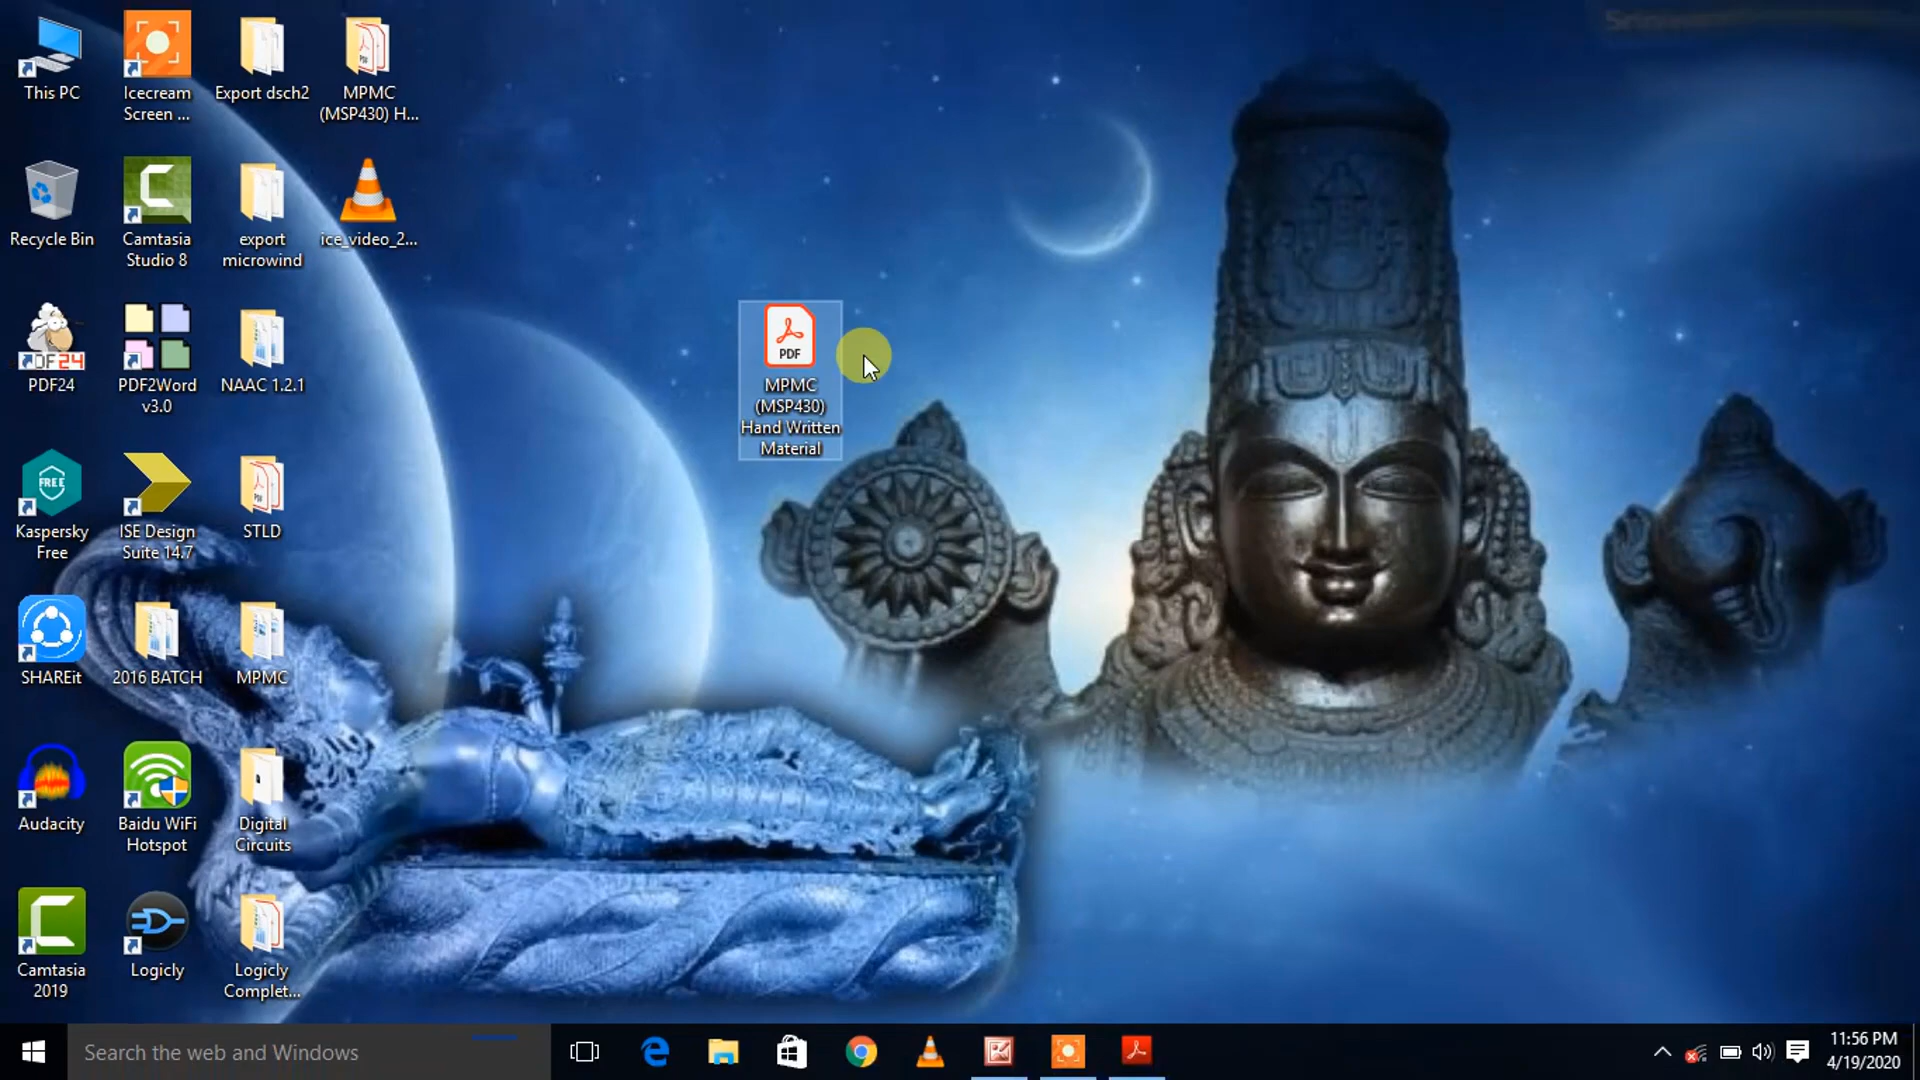 This PC
Icecream
Screen ...
Export dsch2
MPMC
(MSP430) H...
Recycle Bin
Camtasia
Studio 8
export
microwind
ice_video_2...
PDF24
PDF2Word
v3.0
NAAC 1.2.1
PDF
MPMC
(MSP430)
Hand Written
Material
FREE
Kaspersky
Free
ISE Design
Suite 14.7
STLD
SHAREit
2016 BATCH
MPMC
Audacity
Baidu WiFi
Hotspot
Digital
Circuits
Camtasia
2019
Logicly
Logicly
Complet...
Search the web and Windows
11:56 PM
4/19/2020